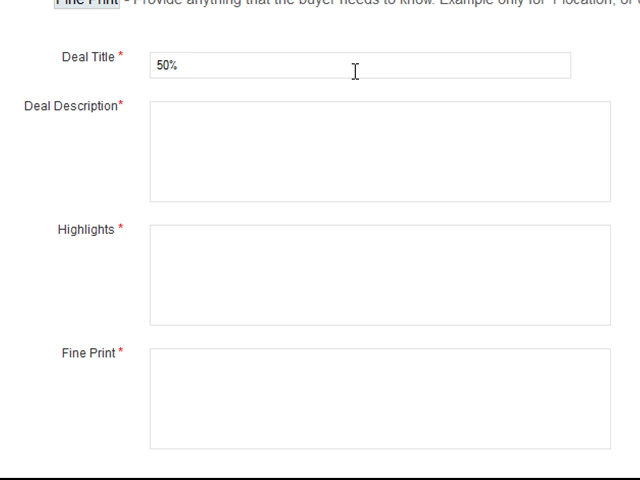 Fine Print - Provide anything that the buyer needs to know. Example only for 1 location, or
Deal Title *
50%
Deal Description*
Highlights *
Fine Print *